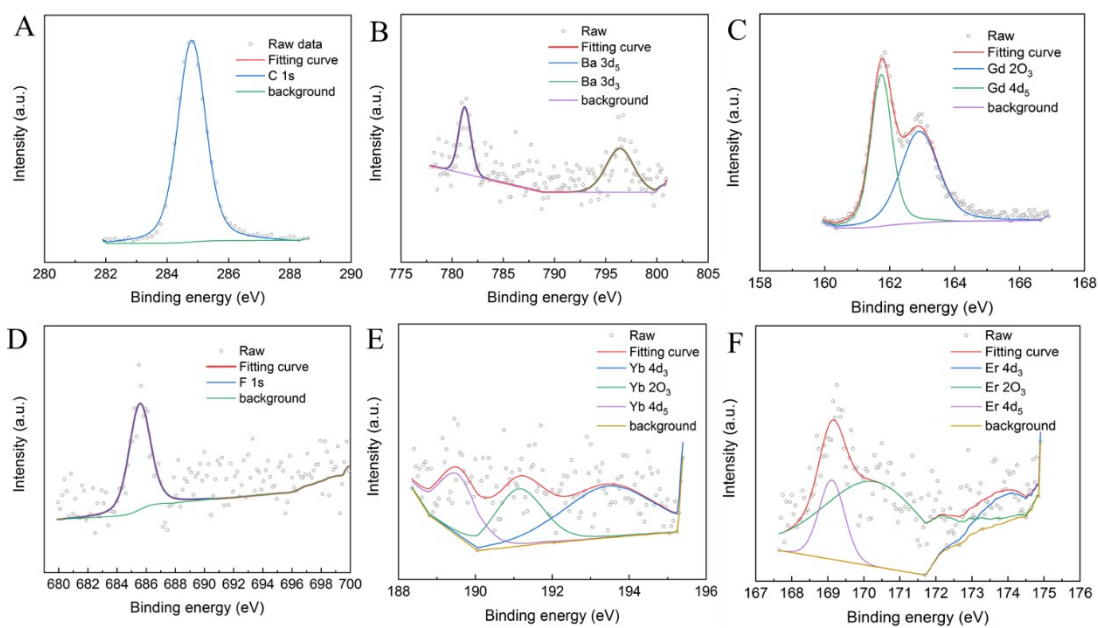 A
Raw data
Fitting curve
C 1s
background
Intensity (a.u.)
280 282 284 286 288 290
Binding energy (eV)
B
Raw
Fitting curve
Ba 3d₅
Ba 3d₃
background
Intensity (a.u.)
775 780 785 790 795 800 805
Binding energy (eV)
C
Raw
Fitting curve
Gd 2O₃
Gd 4d₅
background
Intensity (a.u.)
158 160 162 164 166 168
Binding energy (eV)
D
Raw
Fitting curve
F 1s
background
Intensity (a.u.)
680 682 684 686 688 690 692 694 696 698 700
Binding energy (eV)
E
Raw
Fitting curve
Yb 4d₃
Yb 2O₃
Yb 4d₅
background
Intensity (a.u.)
188 190 192 194 196
Binding energy (eV)
F
Raw
Fitting curve
Er 4d₃
Er 2O₃
Er 4d₅
background
Intensity (a.u.)
167 168 169 170 171 172 173 174 175 176
Binding energy (eV)